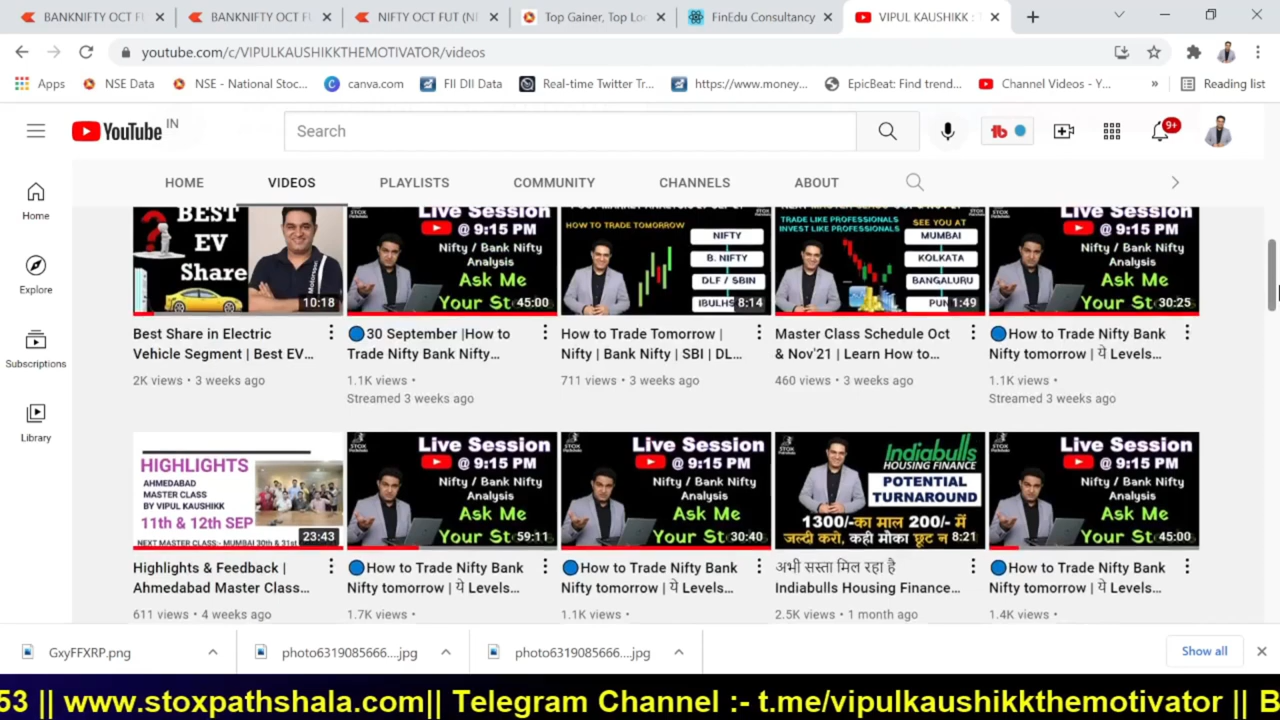 BANKNIFTY OCT F
BANKNIFTY OCT FUT
NIFTY OCT FUT (N
Top Gainer, Top Lo
FinEdu Consultancy
VIPUL KAUSHIKK :
youtube.com/c/VIPULKAUSHIKKTHEMOTIVATOR/videos
Apps
NSE Data
NSE - National Stoc...
canva.com
FII DII Data
Real-time Twitter Tr...
https://www.money...
EpicBeat: Find trend...
Channel Videos - Y...
»
Reading list
YouTube IN
Search
9+
HOME
VIDEOS
PLAYLISTS
COMMUNITY
CHANNELS
ABOUT
Home
Explore
Subscriptions
Library
BEST
EV
Share
10:18
Live Session
@ 9:15 PM
Nifty / Bank Nifty
Analysis
Ask Me
Your St
45:00
HOW TO TRADE TOMORROW
NIFTY
B. NIFTY
DLF / SBIN
IBULHS
8:14
TRADE LIKE PROFESSIONALS
INVEST LIKE PROFESSIONALS
SEE YOU AT
MUMBAI
KOLKATA
BANGALURU
PUN
1:49
Live Session
@ 9:15 PM
Nifty / Bank Nifty
Analysis
Ask Me
Your St
30:25
Best Share in Electric
Vehicle Segment | Best EV...
2K views • 3 weeks ago
30 September |How to
Trade Nifty Bank Nifty...
1.1K views •
Streamed 3 weeks ago
How to Trade Tomorrow |
Nifty | Bank Nifty | SBI | DL...
711 views • 3 weeks ago
Master Class Schedule Oct
& Nov'21 | Learn How to...
460 views • 3 weeks ago
How to Trade Nifty Bank
Nifty tomorrow | ये Levels...
1.1K views •
Streamed 3 weeks ago
HIGHLIGHTS
AHMEDABAD
MASTER CLASS
BY VIPUL KAUSHIKK
11th & 12th SEP
NEXT MASTER CLASS:- MUMBAI 30th & 31st
23:43
Live Session
@ 9:15 PM
Nifty / Bank Nifty
Analysis
Ask Me
Your St
59:11
Live Session
@ 9:15 PM
Nifty / Bank Nifty
Analysis
Ask Me
Your St
30:40
Indiabulls
HOUSING FINANCE
POTENTIAL
TURNAROUND
1300/-का माल 200/- में
जल्दी करो, कही मौका छूट न
8:21
Live Session
@ 9:15 PM
Nifty / Bank Nifty
Analysis
Ask Me
Your St
45:00
Highlights & Feedback |
Ahmedabad Master Class...
611 views • 4 weeks ago
How to Trade Nifty Bank
Nifty tomorrow | ये Levels...
1.7K views •
How to Trade Nifty Bank
Nifty tomorrow | ये Levels...
1.1K views •
अभी सस्ता मिल रहा है
Indiabulls Housing Finance...
2.5K views • 1 month ago
How to Trade Nifty Bank
Nifty tomorrow | ये Levels...
1.4K views •
GxyFFXRP.png
photo6319085666....jpg
photo6319085666....jpg
Show all
53 || www.stoxpathshala.com|| Telegram Channel :- t.me/vipulkaushikkthemotivator || B